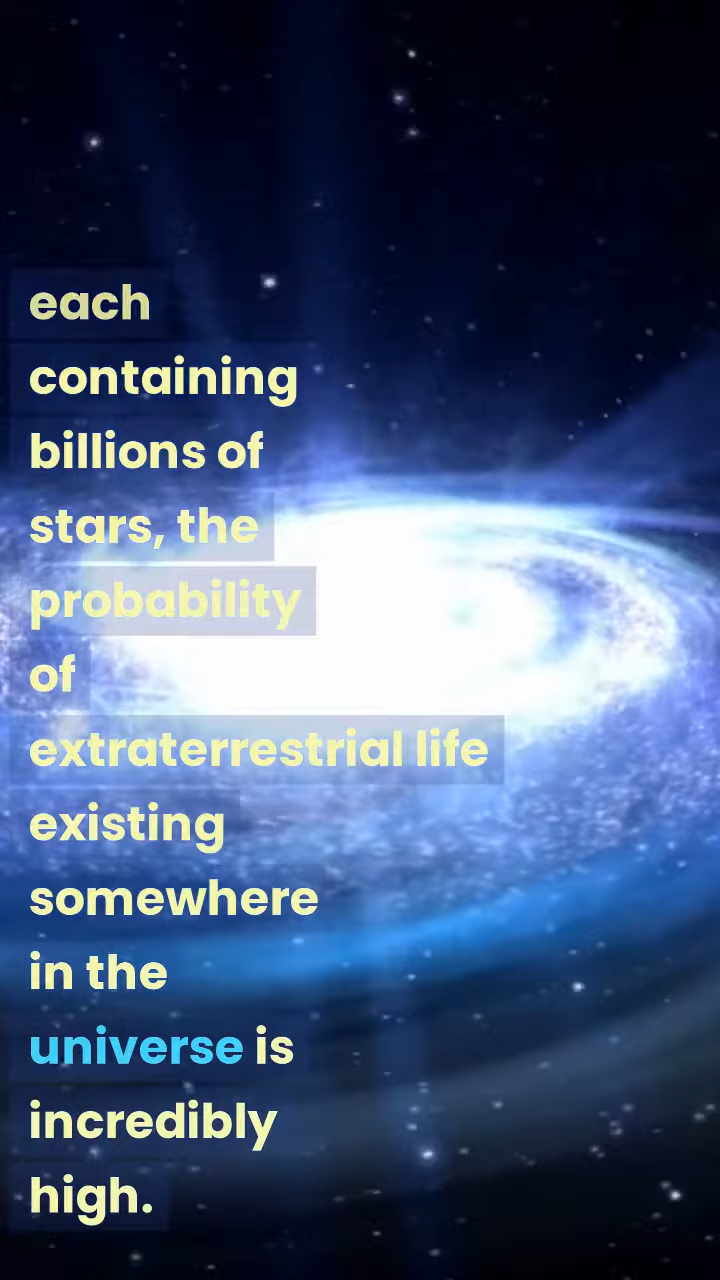 each
containing
billions of
stars, the
probability
of
extraterrestrial life
existing
somewhere
in the
universe is
incredibly
high.